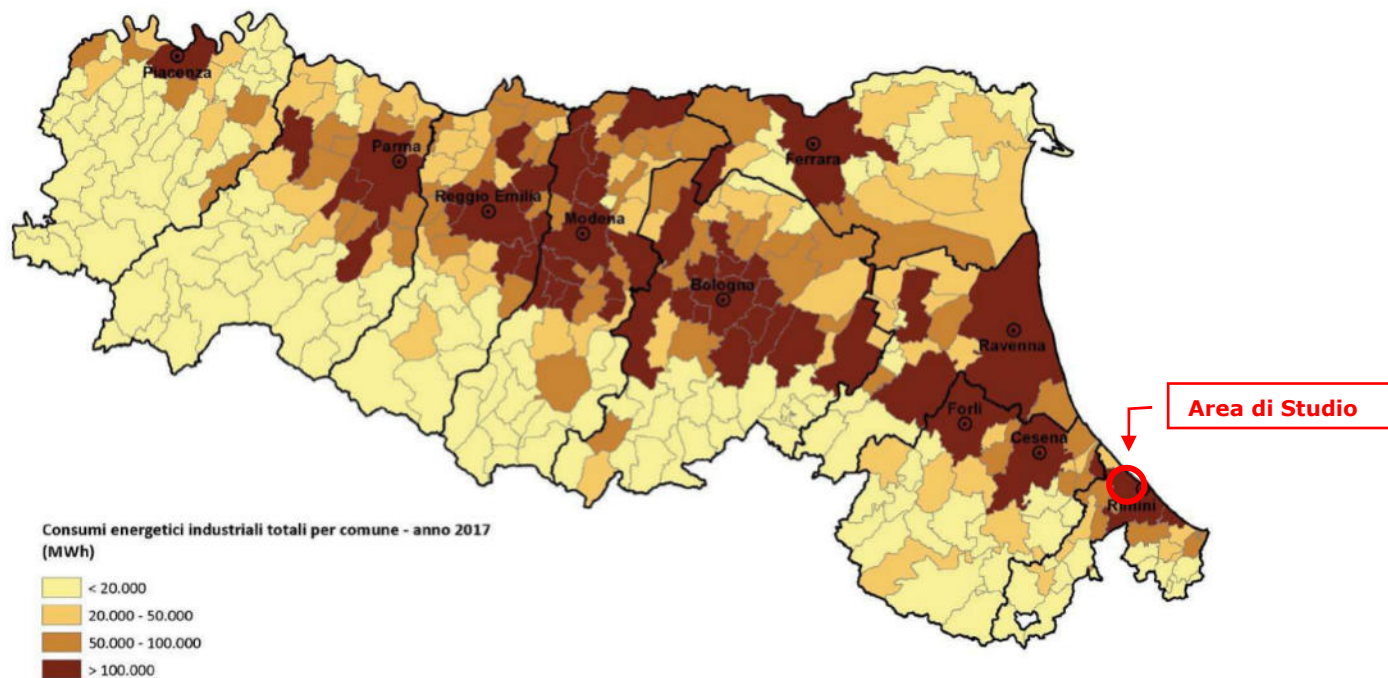 Piacenza
Parma
Reggio Emilia
Modena
Ferrara
Bologna
Ravenna
Forlì
Cesena
Rimini
Area di Studio
Consumi energetici industriali totali per comune - anno 2017
(MWh)
< 20.000
20.000 - 50.000
50.000 - 100.000
> 100.000